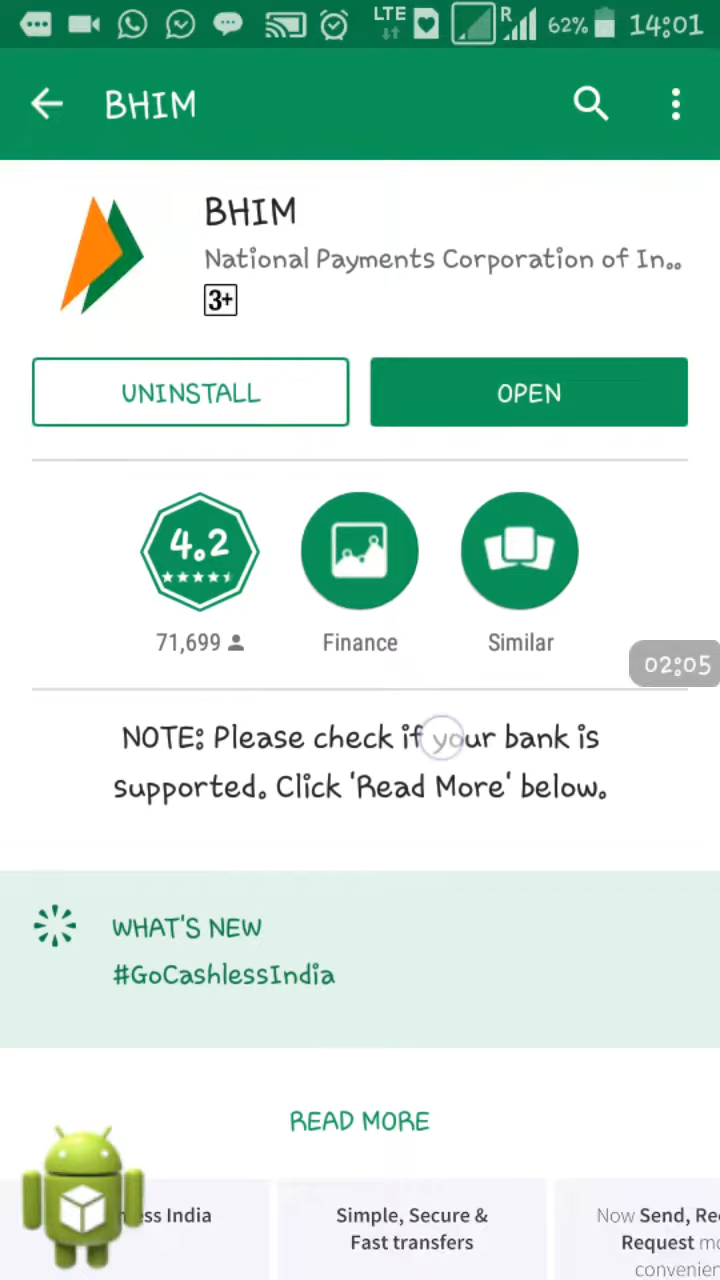 LTE R 62% 14:01
BHIM
BHIM
National Payments Corporation of In..
3+
UNINSTALL
OPEN
4.2
71,699
Finance
Similar
02:05
NOTE: Please check if your bank is
supported. Click 'Read More' below.
WHAT'S NEW
#GoCashlessIndia
READ MORE
ess India
Simple, Secure &
Fast transfers
Now Send, Re
Request mo
convenien